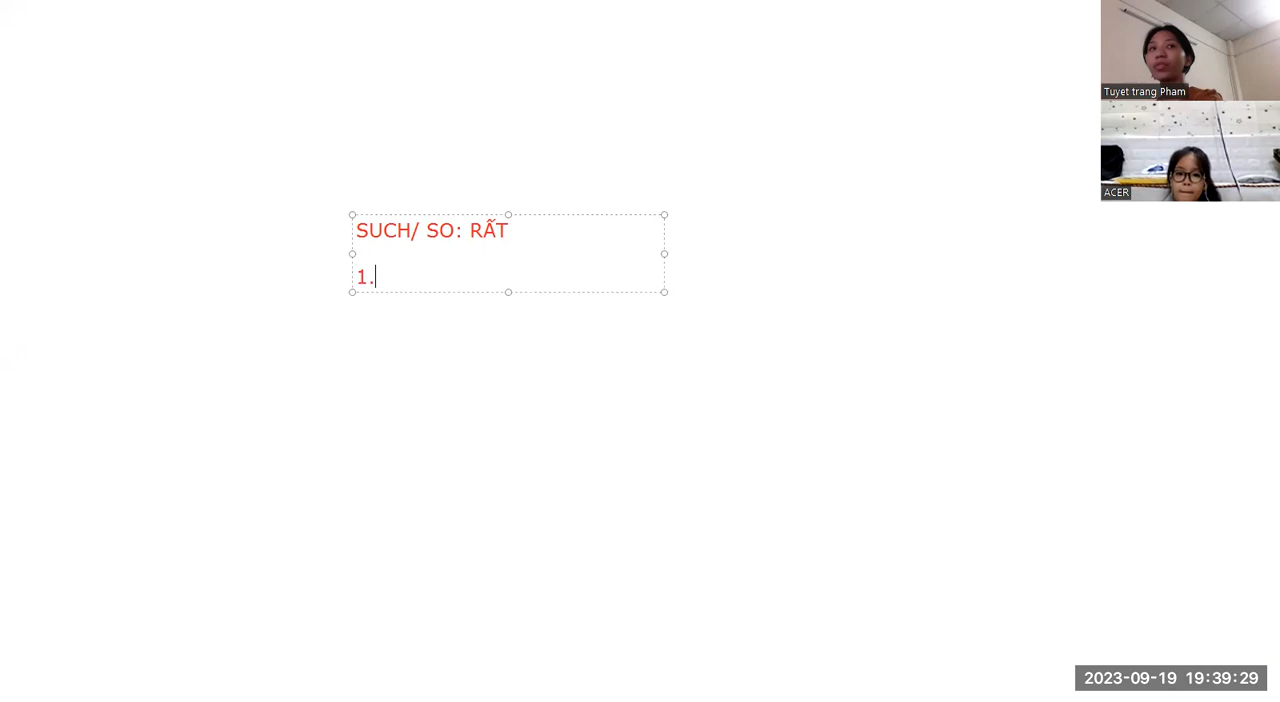 Tuyet trang Pham
ACER
SUCH/ SO: RẤT
1.
2023-09-19 19:39:29